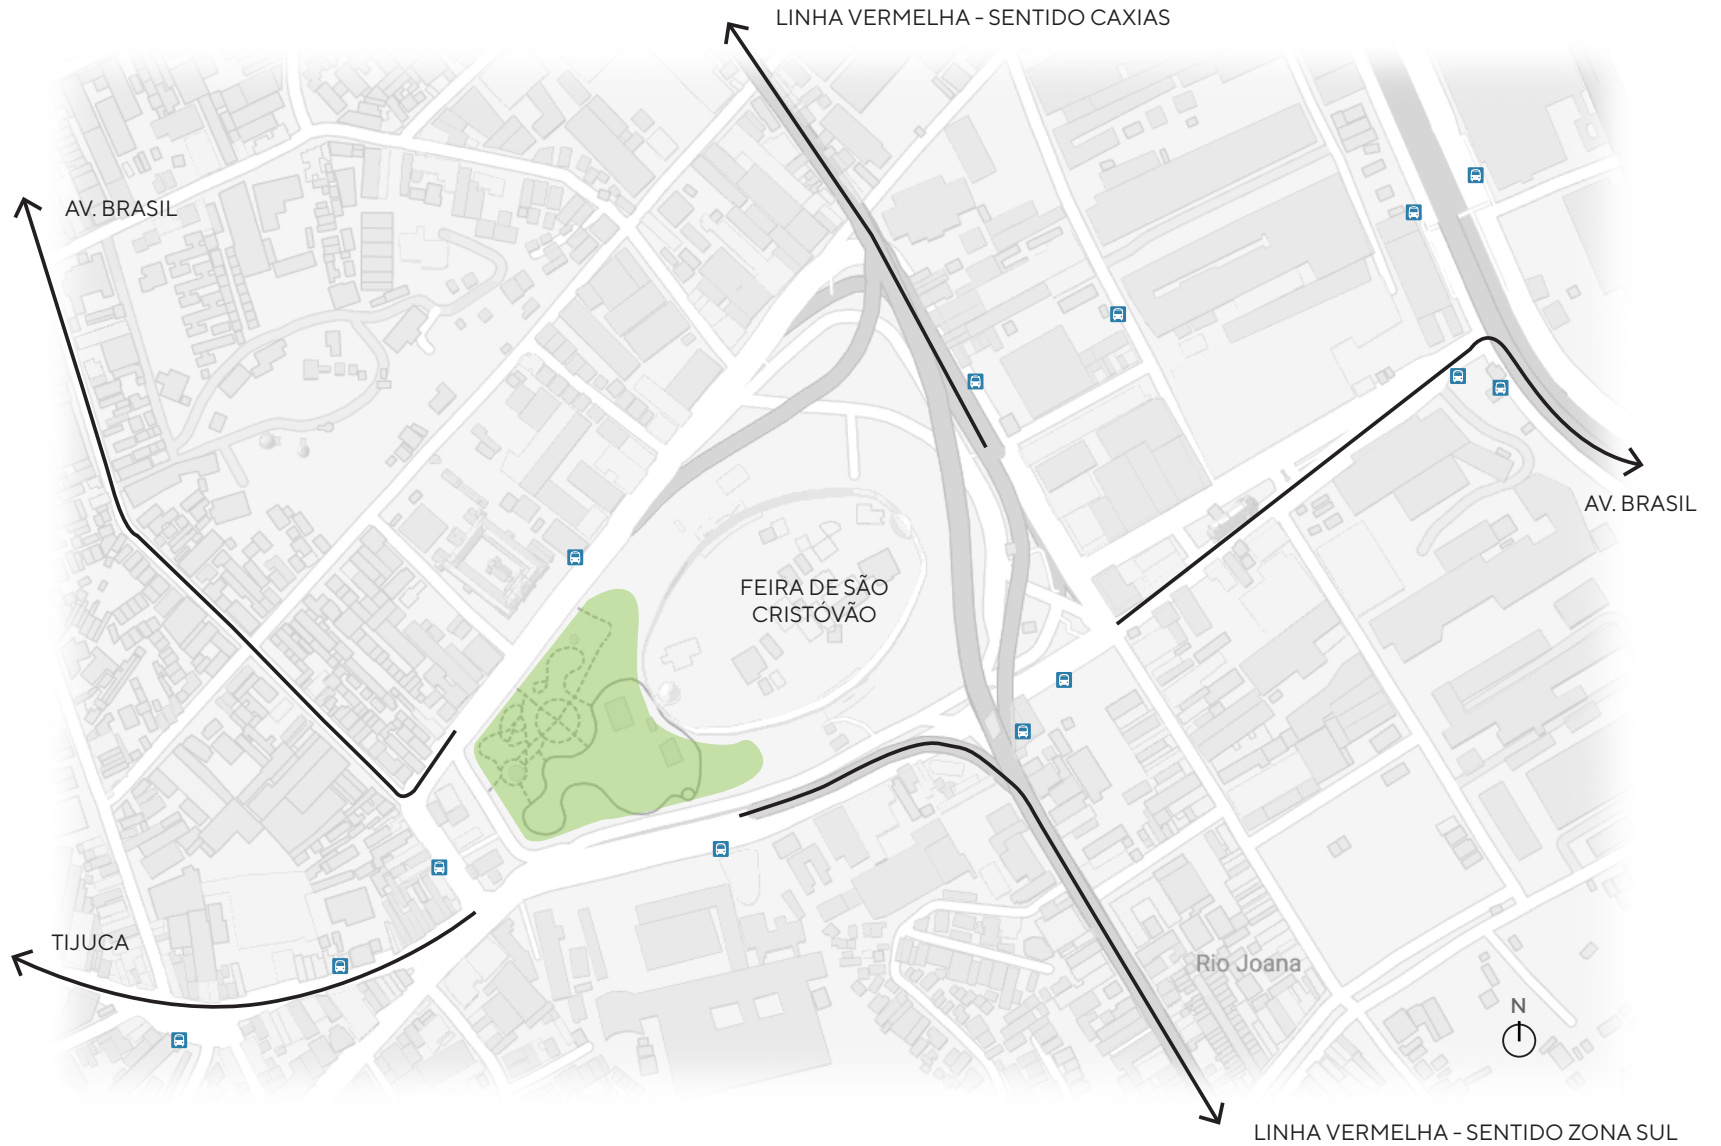 LINHA VERMELHA - SENTIDO CAXIAS
AV. BRASIL
AV. BRASIL
FEIRA DE SÃO
CRISTÓVÃO
TIJUCA
Rio Joana
N
LINHA VERMELHA - SENTIDO ZONA SUL